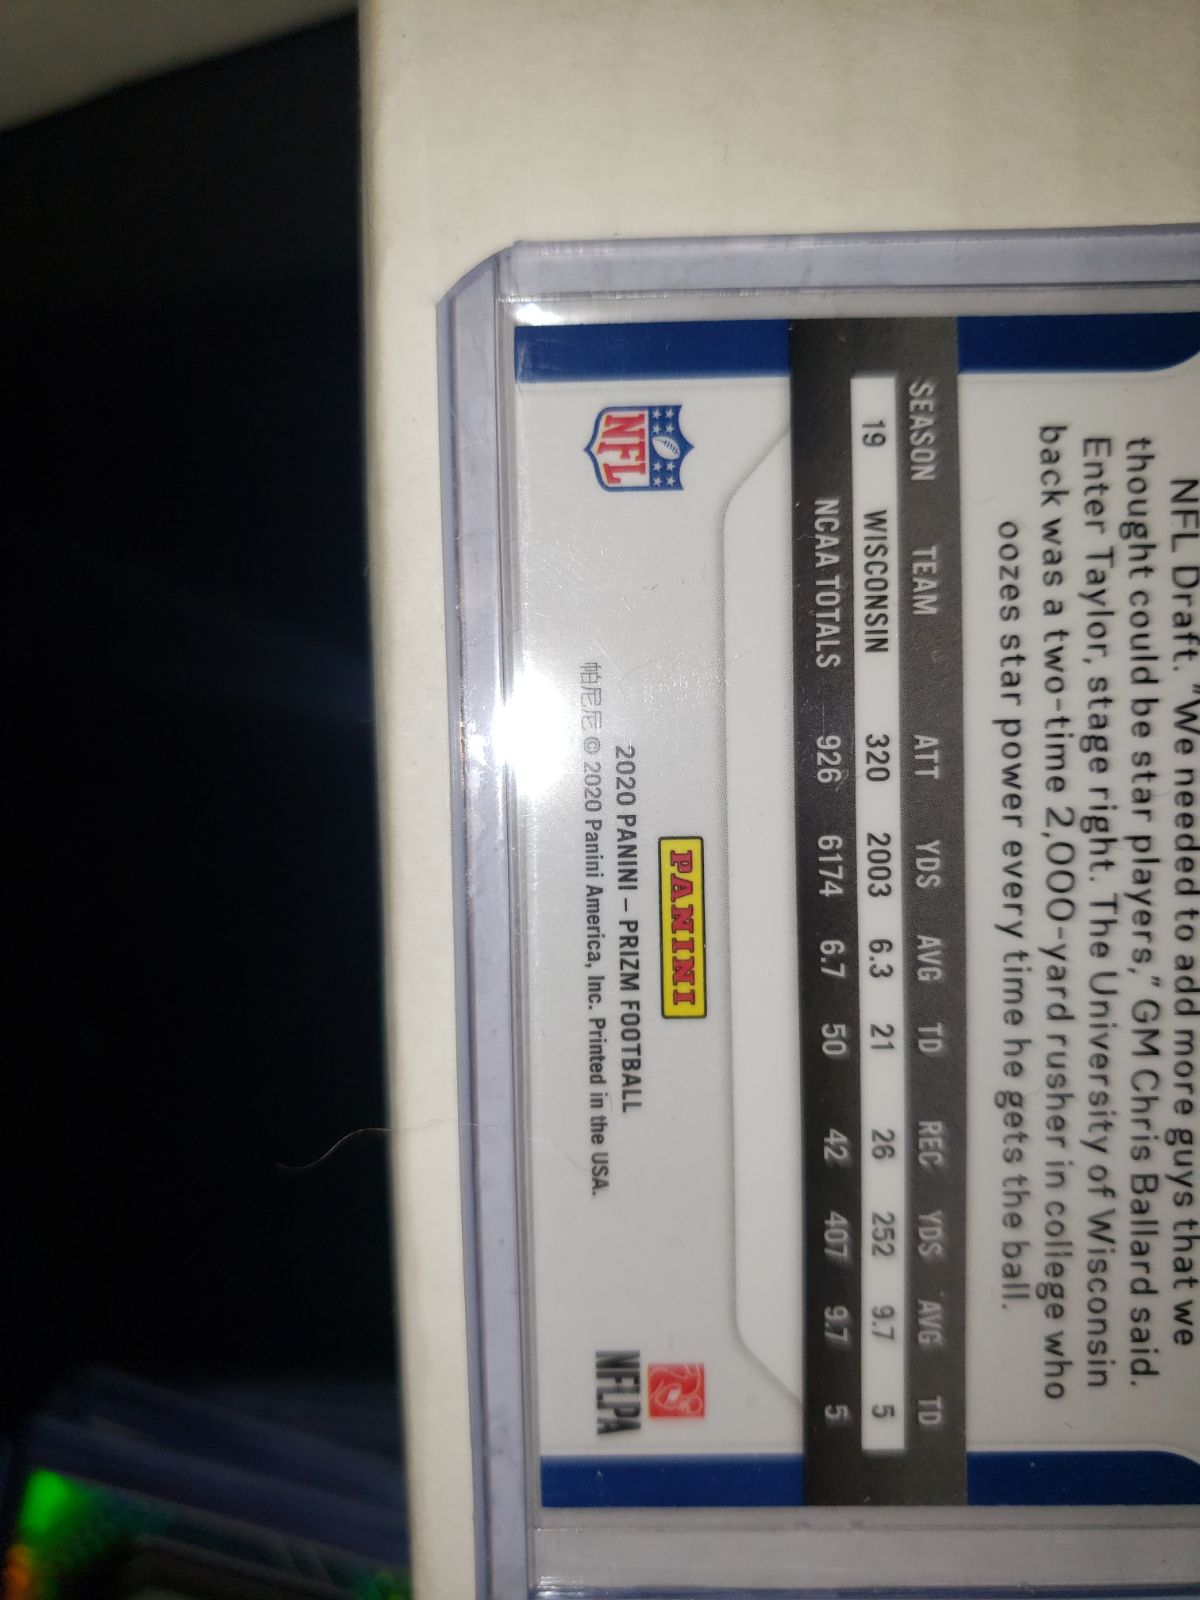 NFL Draft. "We needed to add more guys that we
thought could be star players," GM Chris Ballard said.
Enter Taylor, stage right. The University of Wisconsin
back was a two-time 2,000-yard rusher in college who
oozes star power every time he gets the ball.
SEASON TEAM ATT YDS AVG TD REC YDS AVG TD
19 WISCONSIN 320 2003 6.3 21 26 252 9.7 5
NCAA TOTALS 926 6174 6.7 50 42 407 9.7 5
NFL
PANINI
NFLPA
2020 PANINI – PRIZM FOOTBALL
帕尼尼 © 2020 Panini America, Inc. Printed in the USA.